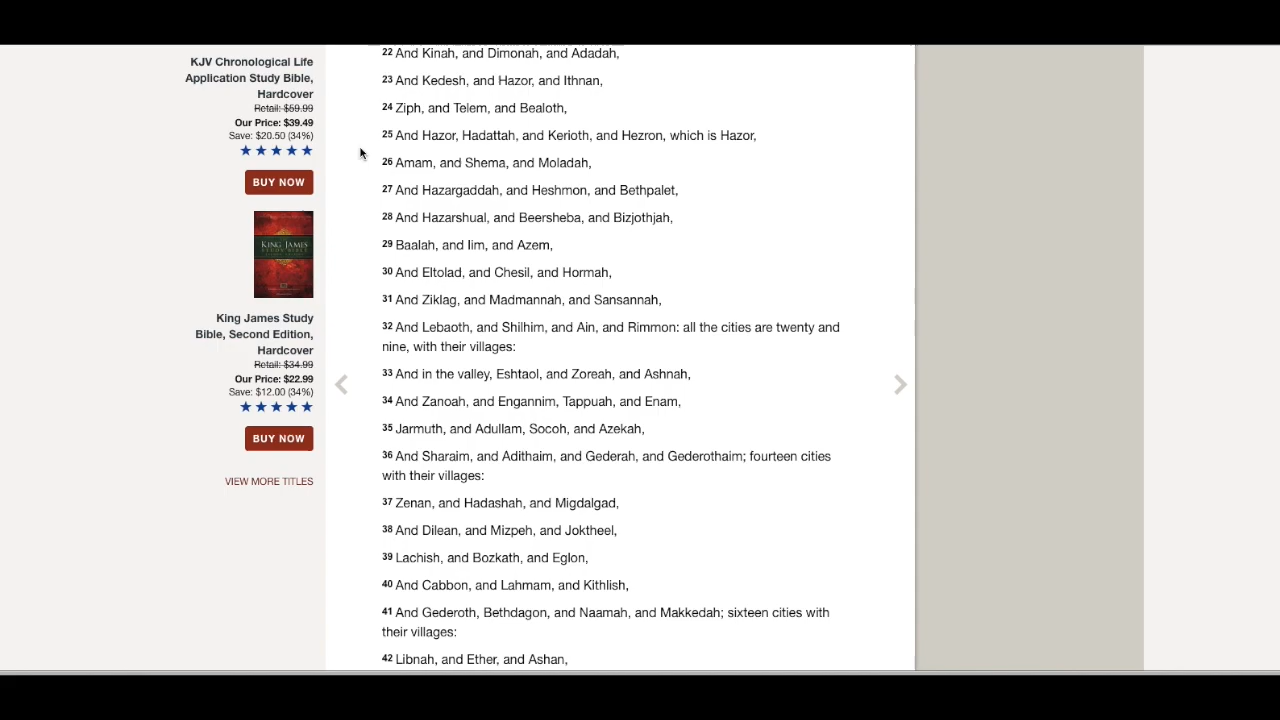 KJV Chronological Life
Application Study Bible,
Hardcover
Retail: $59.99
Our Price: $39.49
Save: $20.50 (34%)
BUY NOW
KING JAMES
King James Study
Bible, Second Edition,
Hardcover
Retail: $34.99
Our Price: $22.99
Save: $12.00 (34%)
BUY NOW
VIEW MORE TITLES
22 And Kinah, and Dimonah, and Adadah,
23 And Kedesh, and Hazor, and Ithnan,
24 Ziph, and Telem, and Bealoth,
25 And Hazor, Hadattah, and Kerioth, and Hezron, which is Hazor,
26 Amam, and Shema, and Moladah,
27 And Hazargaddah, and Heshmon, and Bethpalet,
28 And Hazarshual, and Beersheba, and Bizjothjah,
29 Baalah, and Iim, and Azem,
30 And Eltolad, and Chesil, and Hormah,
31 And Ziklag, and Madmannah, and Sansannah,
32 And Lebaoth, and Shilhim, and Ain, and Rimmon: all the cities are twenty and
nine, with their villages:
33 And in the valley, Eshtaol, and Zoreah, and Ashnah,
34 And Zanoah, and Engannim, Tappuah, and Enam,
35 Jarmuth, and Adullam, Socoh, and Azekah,
36 And Sharaim, and Adithaim, and Gederah, and Gederothaim; fourteen cities
with their villages:
37 Zenan, and Hadashah, and Migdalgad,
38 And Dilean, and Mizpeh, and Joktheel,
39 Lachish, and Bozkath, and Eglon,
40 And Cabbon, and Lahmam, and Kithlish,
41 And Gederoth, Bethdagon, and Naamah, and Makkedah; sixteen cities with
their villages:
42 Libnah, and Ether, and Ashan,